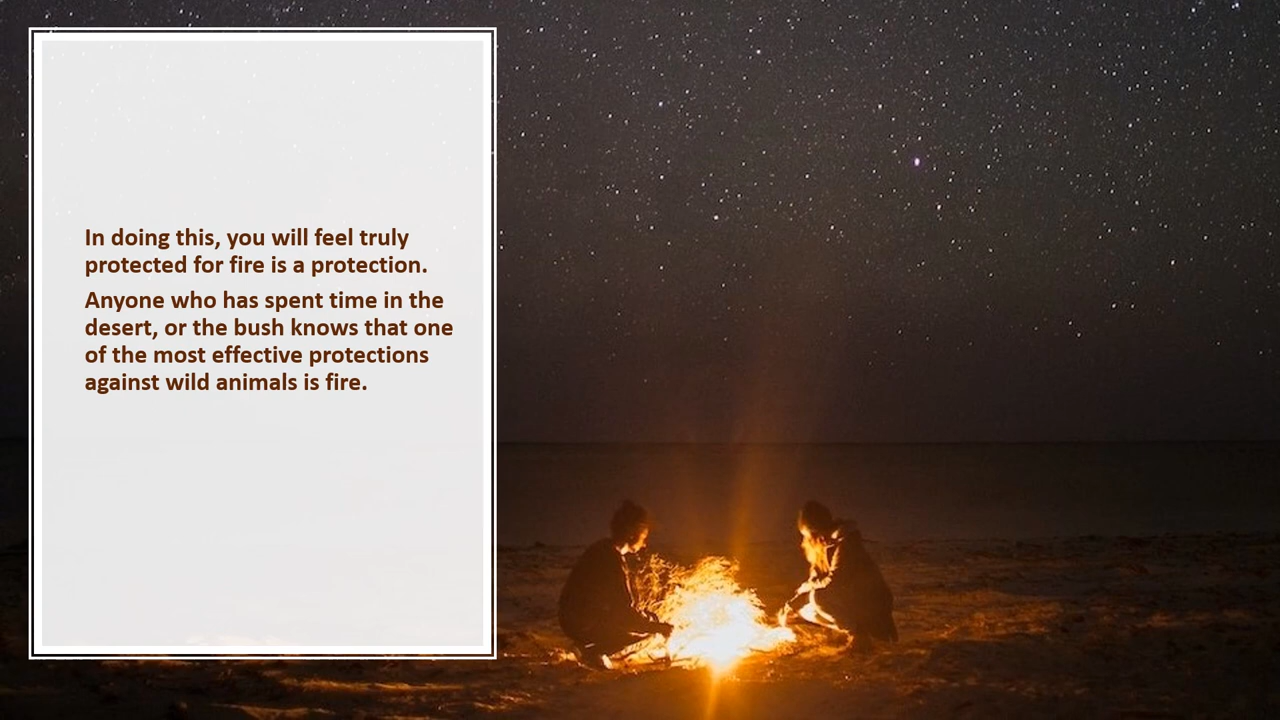 In doing this, you will feel truly
protected for fire is a protection.
Anyone who has spent time in the
desert, or the bush knows that one
of the most effective protections
against wild animals is fire.